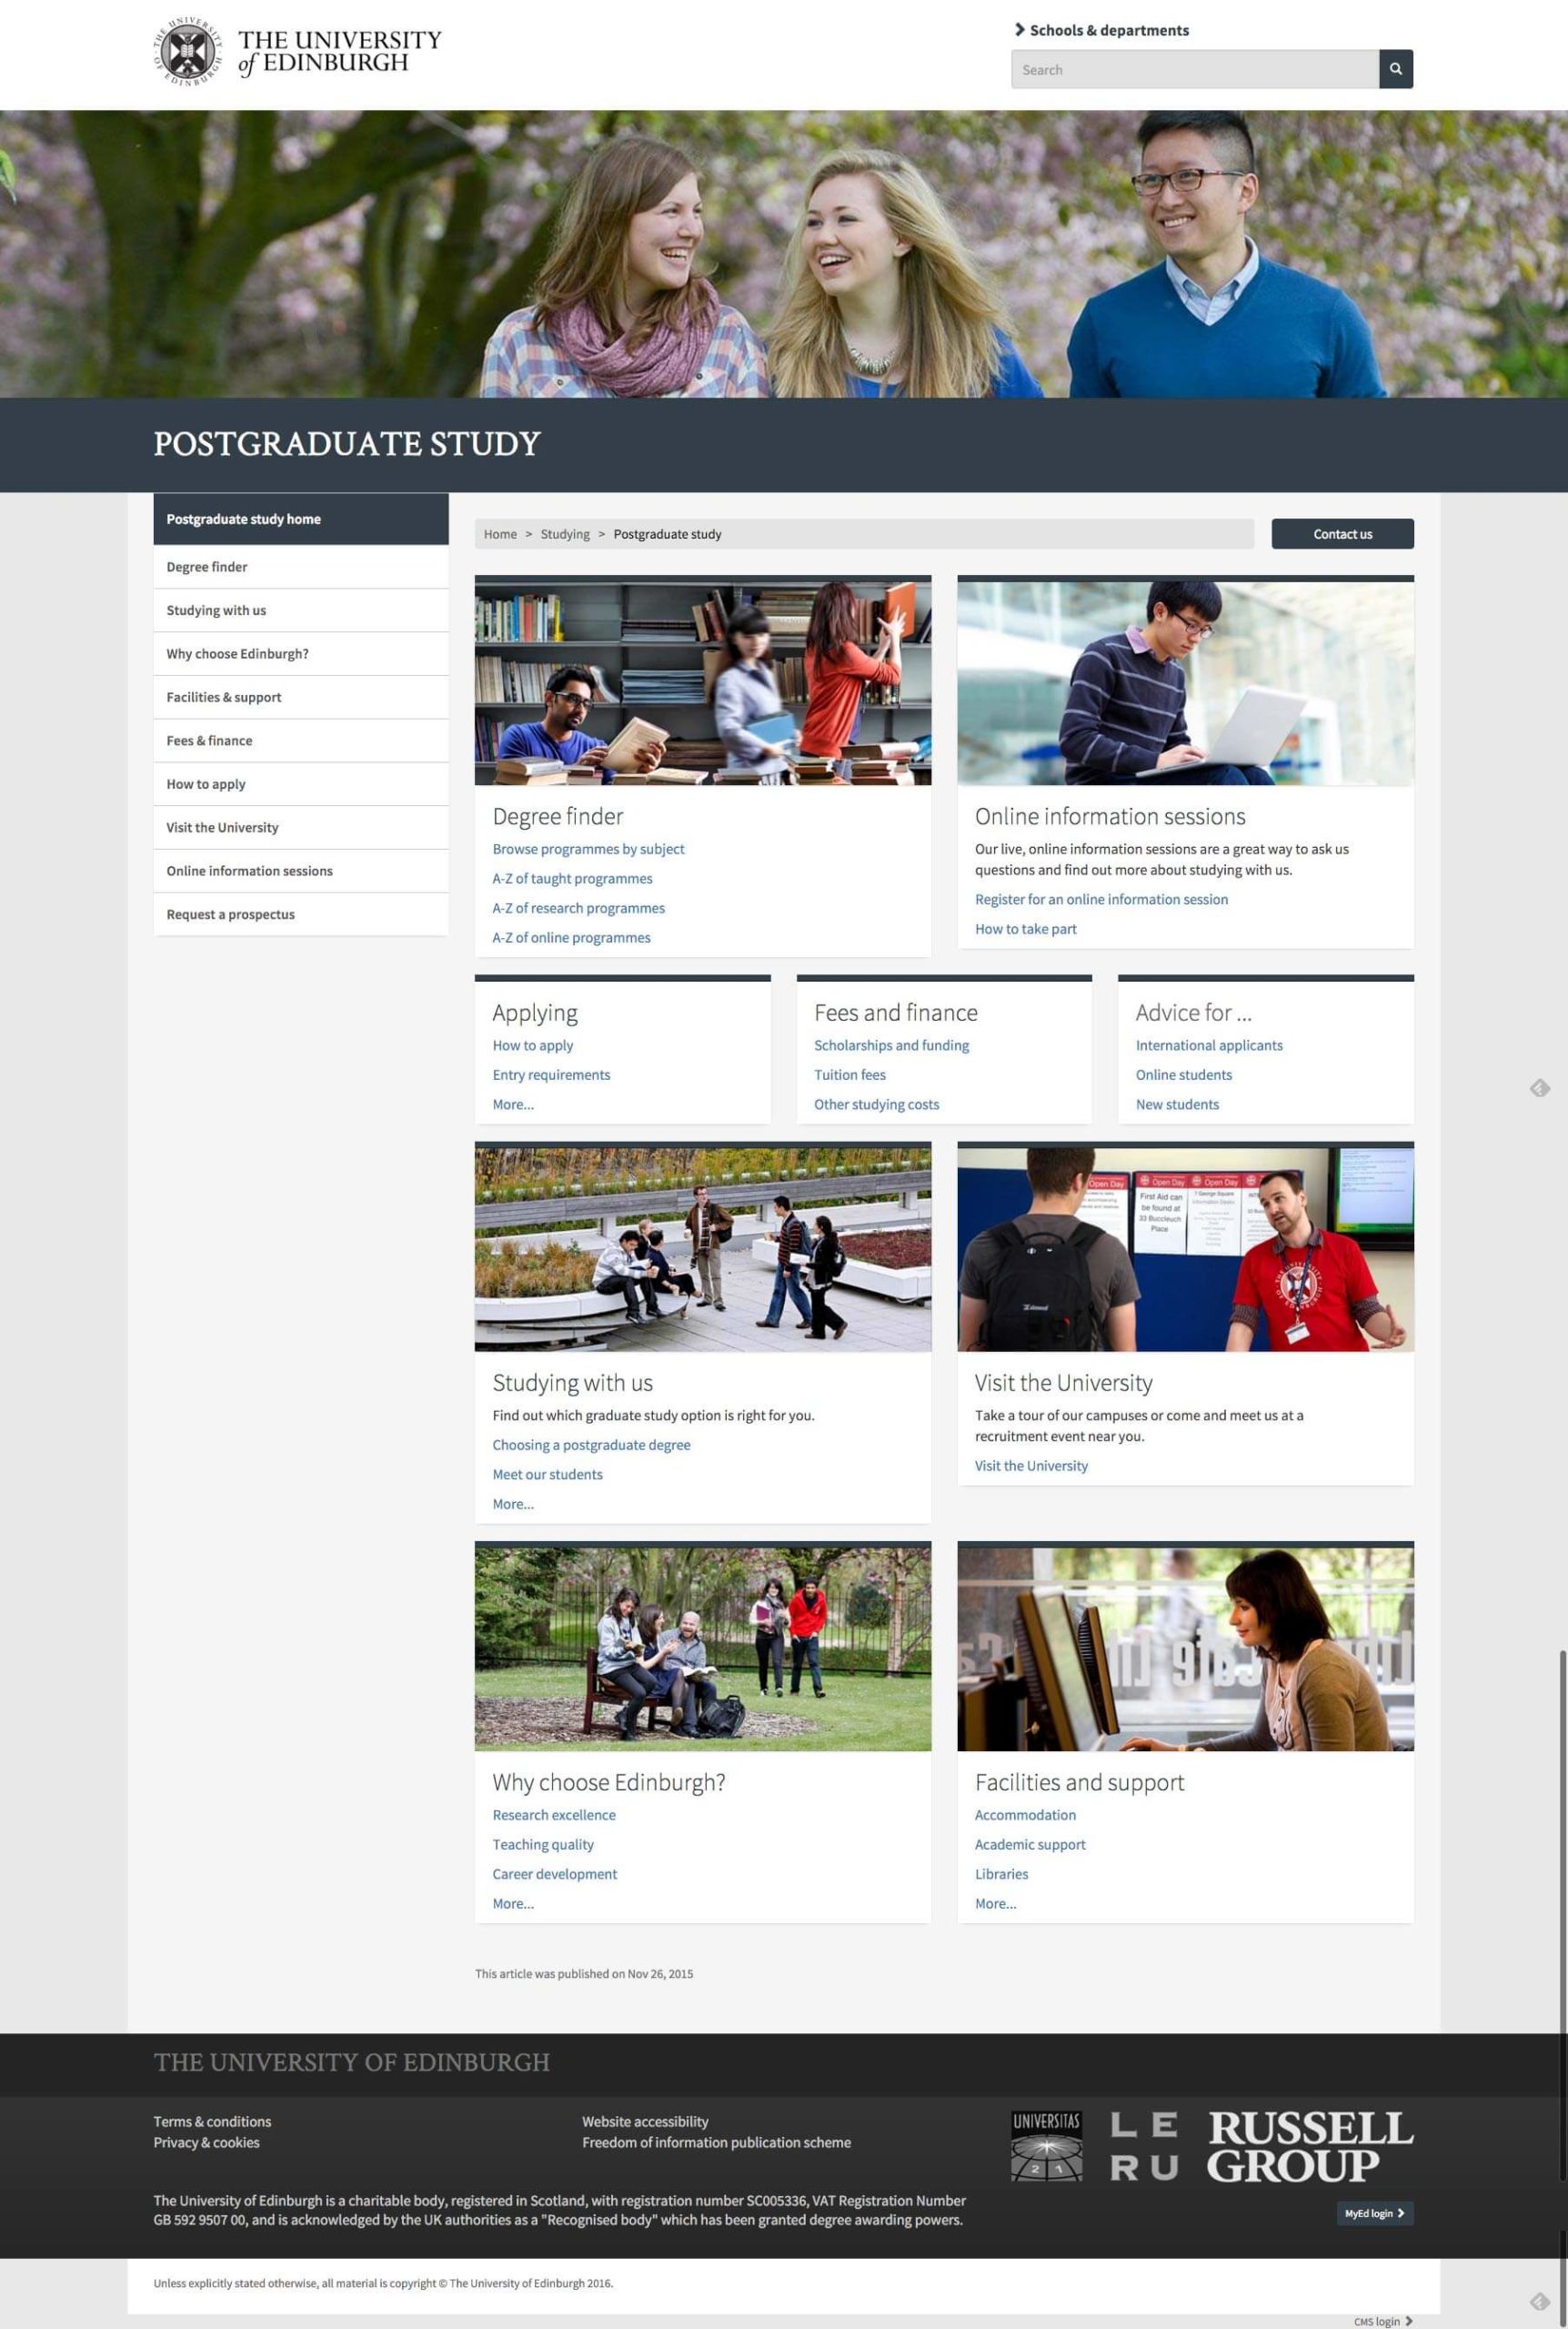 THE UNIVERSITY
of EDINBURGH
Schools & departments
Search
POSTGRADUATE STUDY
Postgraduate study home
Degree finder
Studying with us
Why choose Edinburgh?
Facilities & support
Fees & finance
How to apply
Visit the University
Online information sessions
Request a prospectus
Home > Studying > Postgraduate study
Contact us
Degree finder
Browse programmes by subject
A-Z of taught programmes
A-Z of research programmes
A-Z of online programmes
Online information sessions
Our live, online information sessions are a great way to ask us
questions and find out more about studying with us.
Register for an online information session
How to take part
Applying
How to apply
Entry requirements
More...
Fees and finance
Scholarships and funding
Tuition fees
Other studying costs
Advice for ...
International applicants
Online students
New students
Open Day
Open Day
Open Day
First Aid can
be found at
33 Buccleuch
Place
Studying with us
Find out which graduate study option is right for you.
Choosing a postgraduate degree
Meet our students
More...
Visit the University
Take a tour of our campuses or come and meet us at a
recruitment event near you.
Visit the University
Why choose Edinburgh?
Research excellence
Teaching quality
Career development
More...
Facilities and support
Accommodation
Academic support
Libraries
More...
This article was published on Nov 26, 2015
THE UNIVERSITY OF EDINBURGH
Terms & conditions
Privacy & cookies
Website accessibility
Freedom of information publication scheme
UNIVERSITAS
21
LE
RU
RUSSELL
GROUP
The University of Edinburgh is a charitable body, registered in Scotland, with registration number SC005336, VAT Registration Number
GB 592 9507 00, and is acknowledged by the UK authorities as a "Recognised body" which has been granted degree awarding powers.
MyEd login
Unless explicitly stated otherwise, all material is copyright © The University of Edinburgh 2016.
CMS login